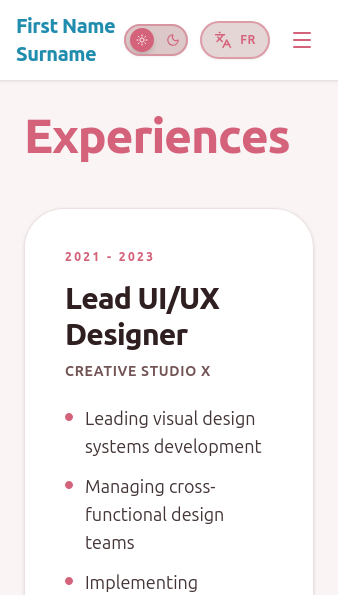 First Name
Surname
FR
Experiences
2021 - 2023
Lead UI/UX
Designer
CREATIVE STUDIO X
Leading visual design
systems development
Managing cross-
functional design
teams
Implementing